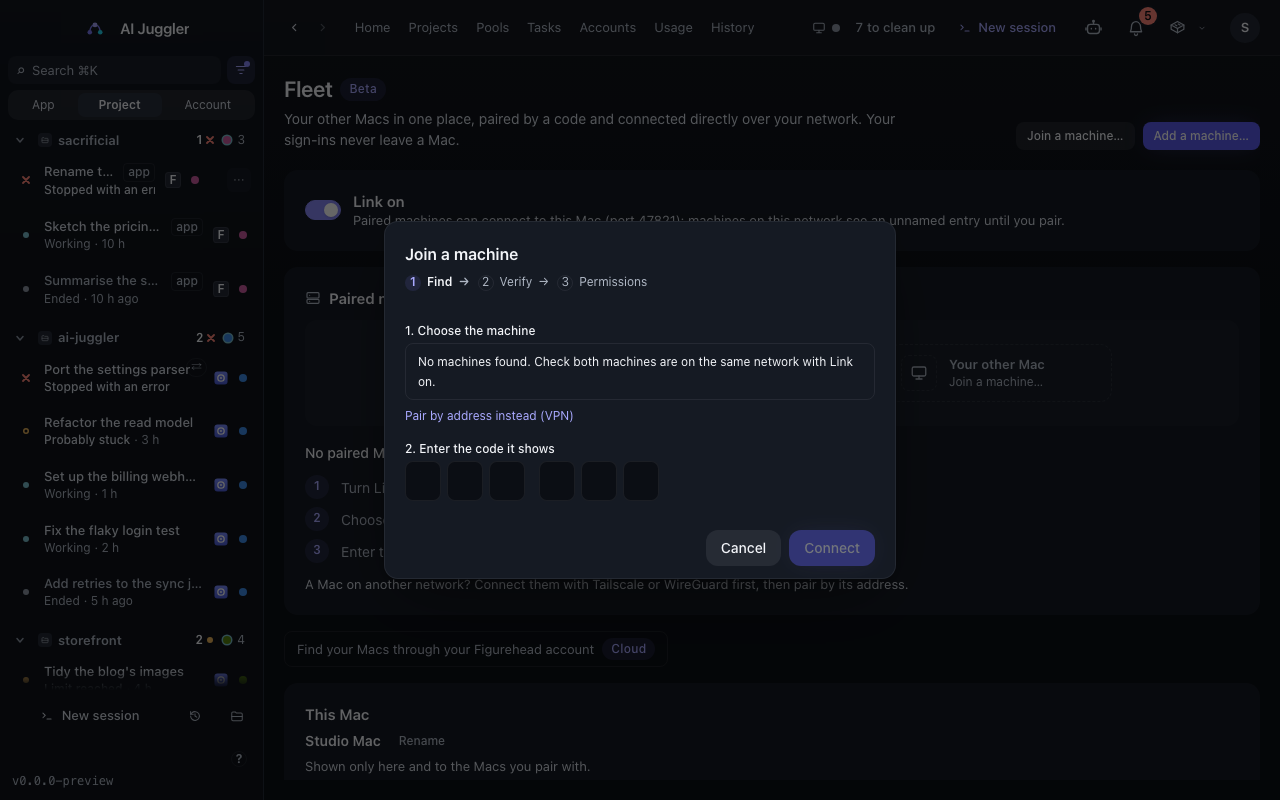 AI Juggler
Search ⌘K
App Project Account
sacrificial 1 3
Rename t... app F
Stopped with an err
Sketch the pricin... app F
Working · 10 h
Summarise the s... app F
Ended · 10 h ago
ai-juggler 2 5
Port the settings parser
Stopped with an error
Refactor the read model
Probably stuck · 3 h
Set up the billing webh...
Working · 1 h
Fix the flaky login test
Working · 2 h
Add retries to the sync j...
Ended · 5 h ago
storefront 2 4
Tidy the blog's images
New session
?
v0.0.0-preview
Home Projects Pools Tasks Accounts Usage History 7 to clean up New session 5 S
Fleet Beta
Your other Macs in one place, paired by a code and connected directly over your network. Your
sign-ins never leave a Mac.
Join a machine... Add a machine...
Link on
Paired machines can connect to this Mac (port 47821); machines on this network see an unnamed entry until you pair.
Join a machine
1 Find → 2 Verify → 3 Permissions
1. Choose the machine
No machines found. Check both machines are on the same network with Link
on.
Pair by address instead (VPN)
2. Enter the code it shows
Cancel Connect
Paired
Your other Mac
Join a machine...
No paired M
1 Turn Li
2 Choos
3 Enter t
A Mac on another network? Connect them with Tailscale or WireGuard first, then pair by its address.
Find your Macs through your Figurehead account Cloud
This Mac
Studio Mac Rename
Shown only here and to the Macs you pair with.